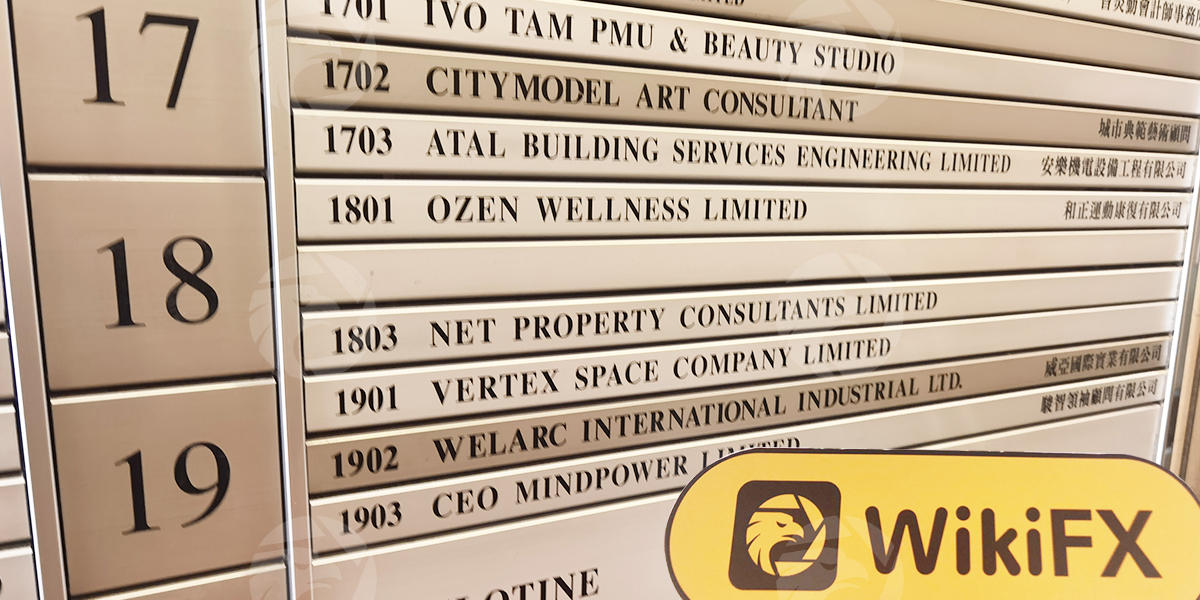 17
1701 IVO TAM PMU & BEAUTY STUDIO
1702 CITYMODEL ART CONSULTANT 城市典範藝術顧問
1703 ATAL BUILDING SERVICES ENGINEERING LIMITED 安樂機電設備工程有限公司
18
1801 OZEN WELLNESS LIMITED 和正運動康復有限公司
1803 NET PROPERTY CONSULTANTS LIMITED
19
1901 VERTEX SPACE COMPANY LIMITED
1902 WELARC INTERNATIONAL INDUSTRIAL LTD. 威亞國際實業有限公司
1903 CEO MINDPOWER LIMITED 駿智領袖顧問有限公司
WikiFX